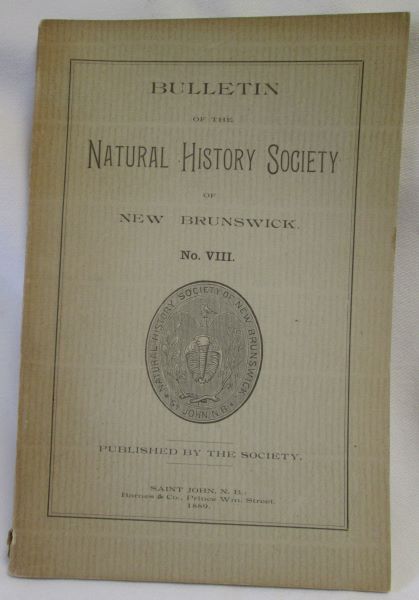 BULLETIN
OF THE
NATURAL HISTORY SOCIETY
OF
NEW BRUNSWICK.
No. VIII.
NATURAL HISTORY SOCIETY OF NEW BRUNSWICK
JOHN, N.B.
PUBLISHED BY THE SOCIETY.
SAINT JOHN, N. B.:
Barnes & Co., Prince Wm. Street.
1889.